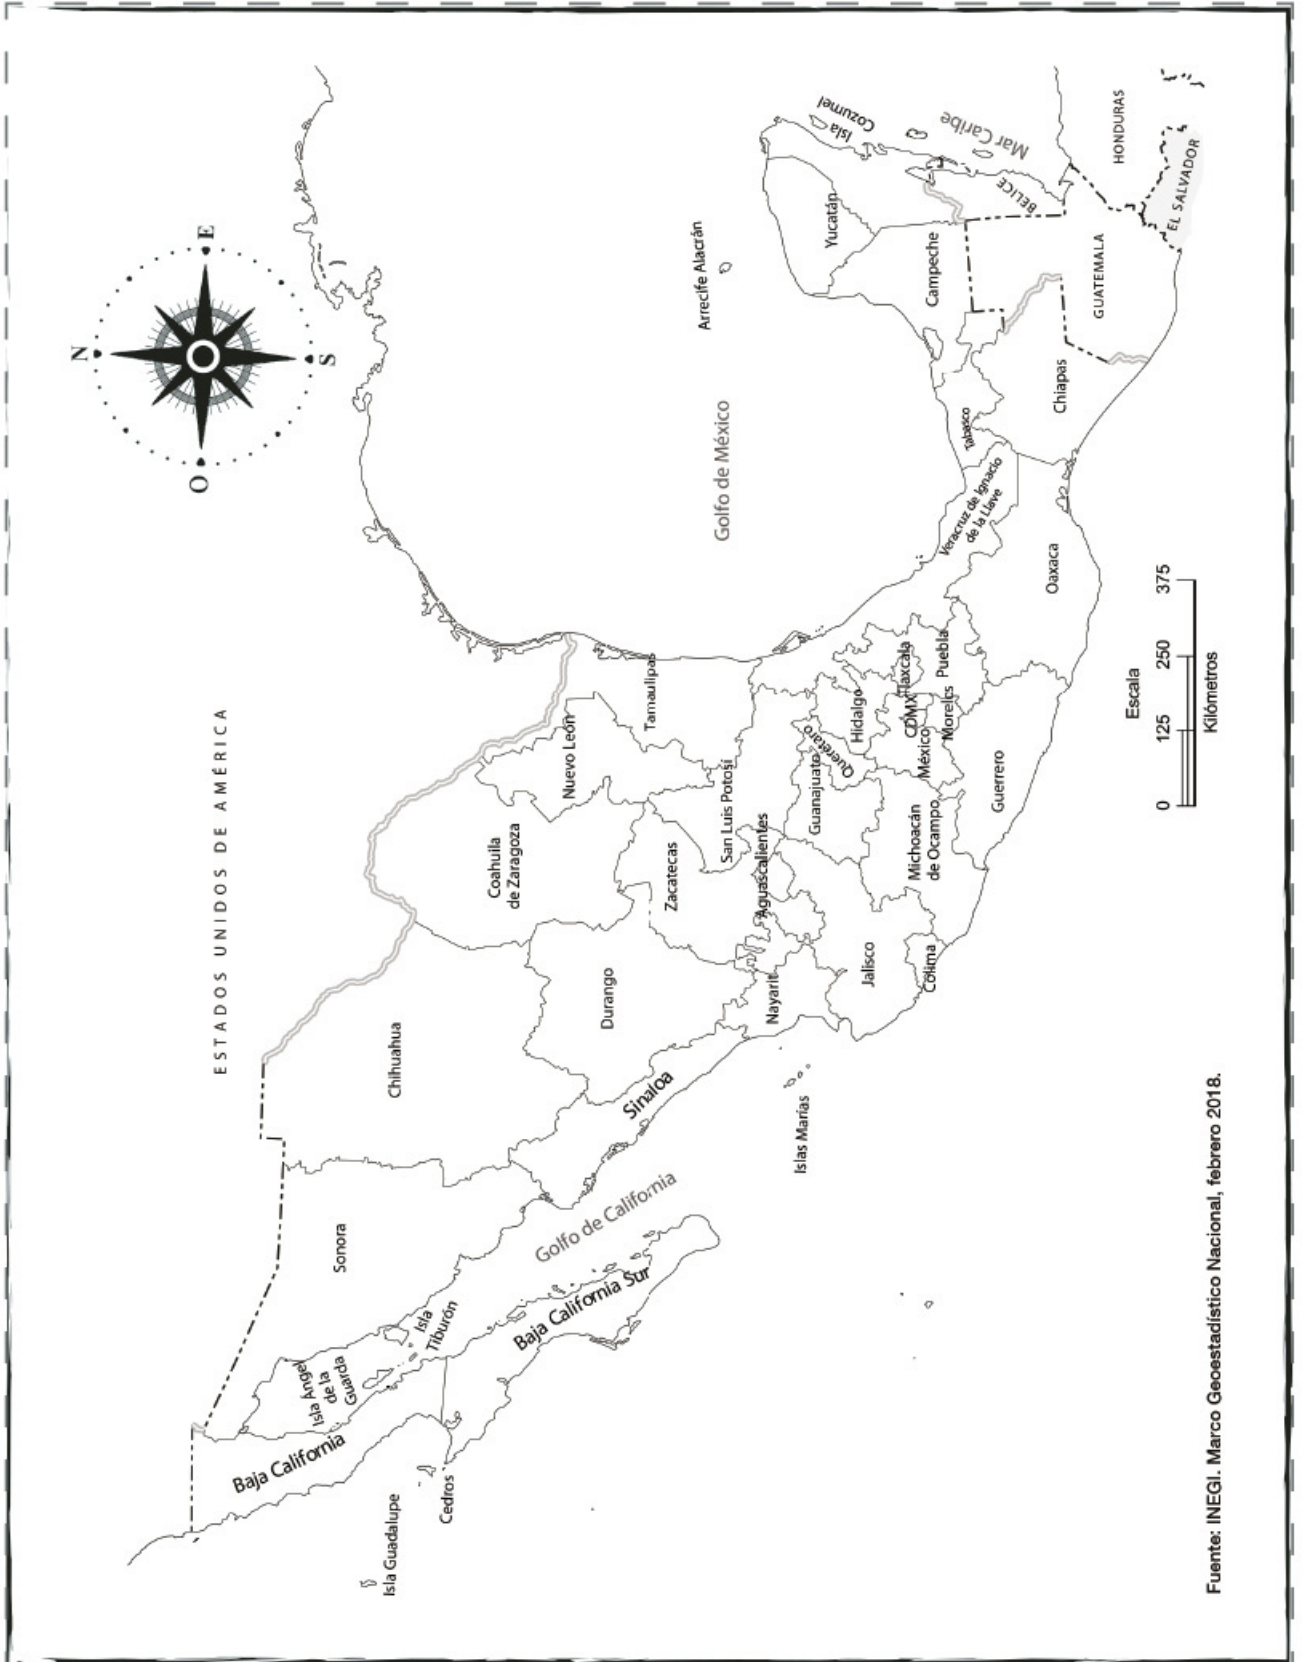 N
O
E
S
ESTADOS UNIDOS DE AMÉRICA
Baja California
Isla Ángel
de la
Guarda
Sonora
Chihuahua
Isla Guadalupe
Cedros
Isla
Tiburón
Coahuila
de Zaragoza
Nuevo León
Baja California Sur
Golfo de California
Sinaloa
Durango
Tamaulipas
Zacatecas
San Luis Potosí
Golfo de México
Arrecife Alacrán
Islas Marías
Nayarit
Aguascalientes
Guanajuato
Querétaro
Hidalgo
Yucatán
Isla
Cozumel
Jalisco
Colima
Michoacán
de Ocampo
México
CDMX
Tlaxcala
Morelos
Puebla
Veracruz de Ignacio
de la Llave
Tabasco
Campeche
Mar Caribe
BELICE
Guerrero
Oaxaca
Chiapas
GUATEMALA
HONDURAS
EL SALVADOR
Escala
0 125 250 375
Kilómetros
Fuente: INEGI. Marco Geoestadístico Nacional, febrero 2018.